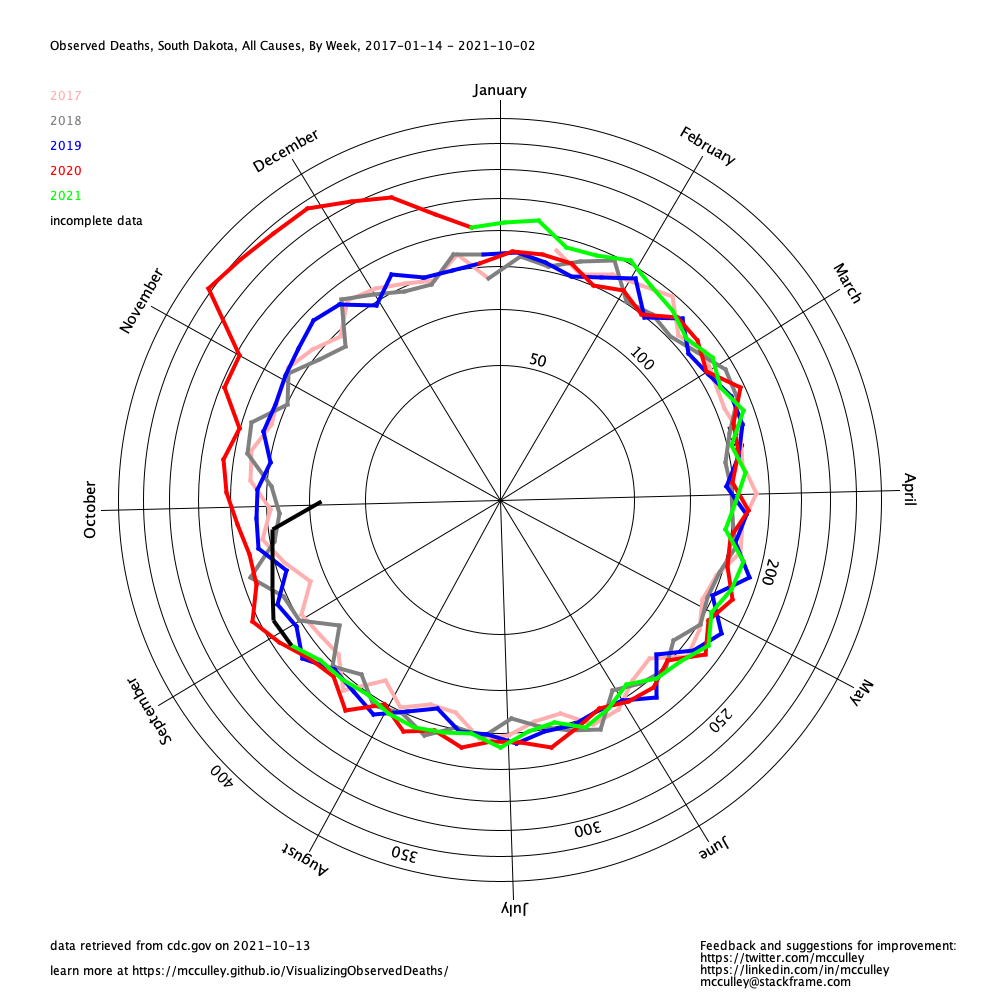 Observed Deaths, South Dakota, All Causes, By Week, 2017-01-14 - 2021-10-02
January
2017
2018
2019
2020
2021
incomplete data
December
February
November
March
50
100
October
April
200
September
May
250
400
300
350
August
June
July
data retrieved from cdc.gov on 2021-10-13
learn more at https://mcculley.github.io/VisualizingObservedDeaths/
Feedback and suggestions for improvement:
https://twitter.com/mcculley
https://linkedin.com/in/mcculley
mcculley@stackframe.com